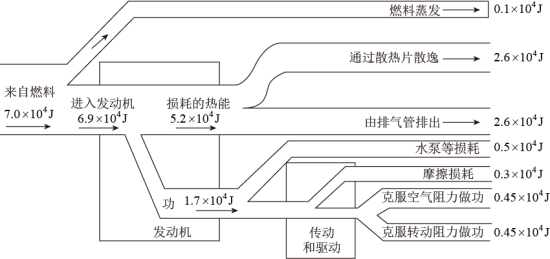 燃料蒸发
0.1×10⁴J
来自燃料
7.0×10⁴J
进入发动机
6.9×10⁴J
损耗的热能
5.2×10⁴J
通过散热片散逸
2.6×10⁴J
由排气管排出
2.6×10⁴J
水泵等损耗
0.5×10⁴J
摩擦损耗
0.3×10⁴J
功
1.7×10⁴J
克服空气阻力做功
0.45×10⁴J
克服转动阻力做功
0.45×10⁴J
发动机
传动
和驱动